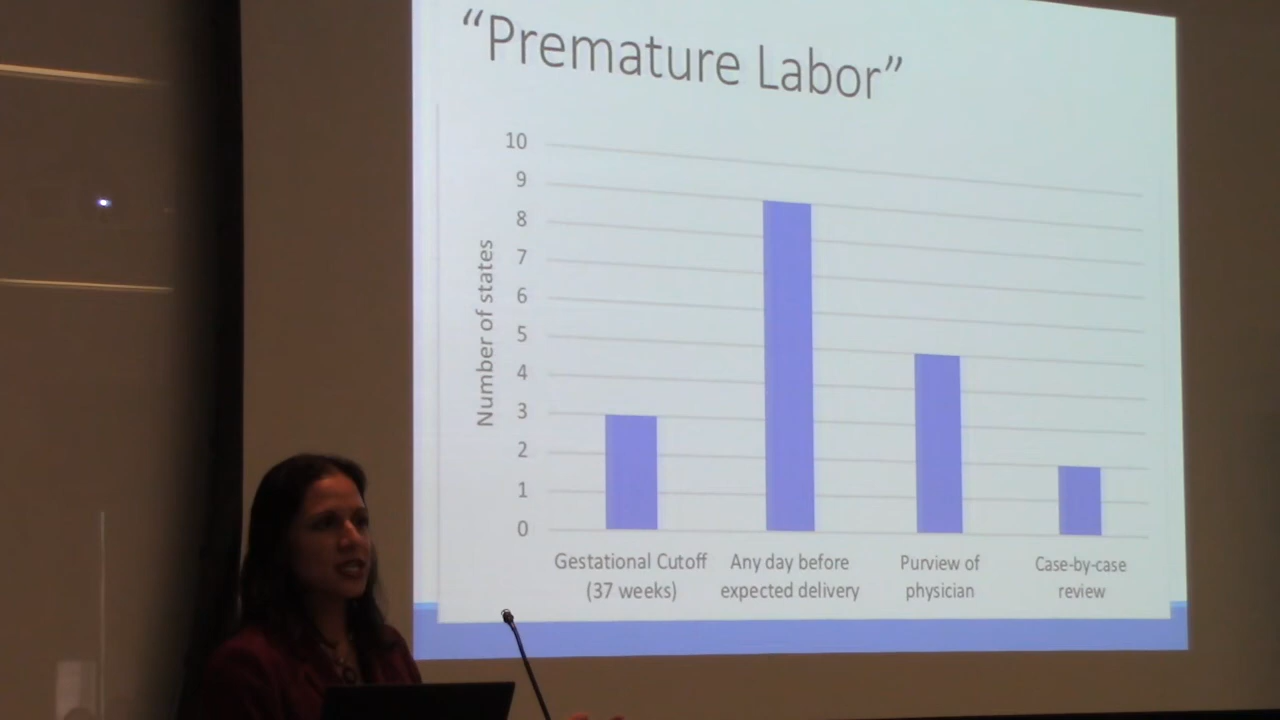 “Premature Labor”
10
9
8
7
6
5
4
3
2
1
0
Number of states
Gestational Cutoff
(37 weeks)
Any day before
expected delivery
Purview of
physician
Case-by-case
review